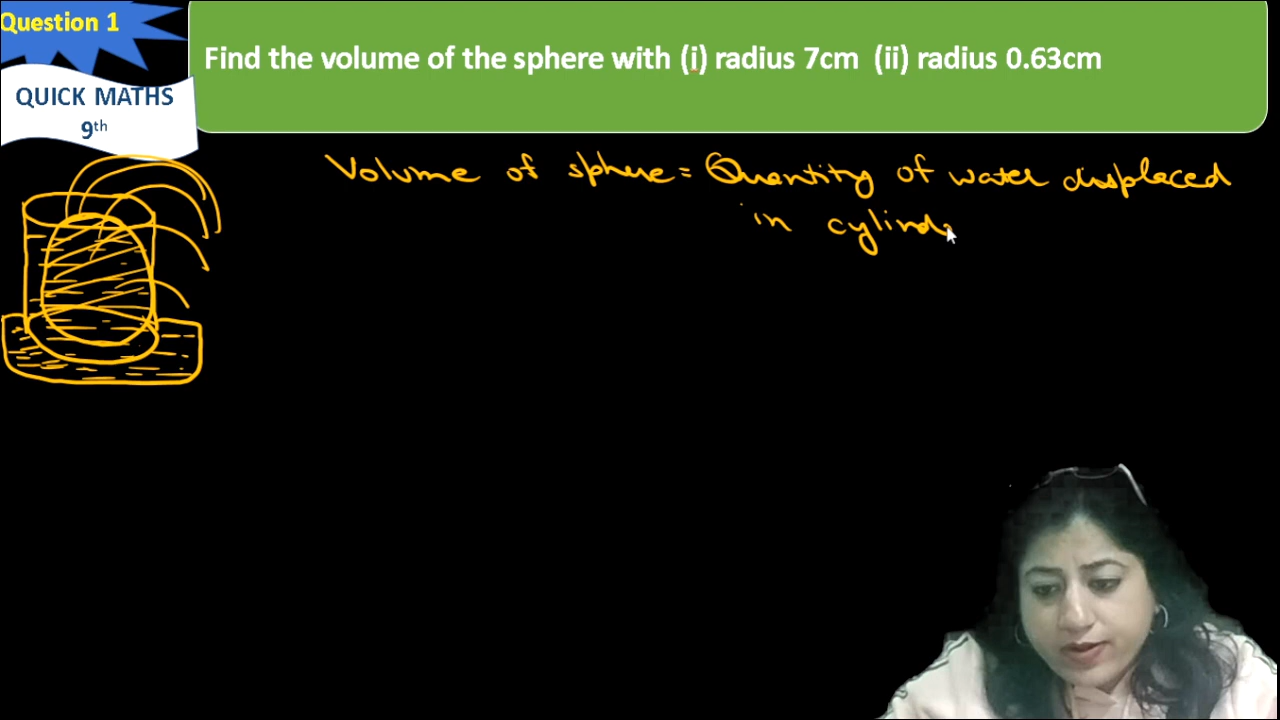 Question 1
Find the volume of the sphere with (i) radius 7cm (ii) radius 0.63cm
QUICK MATHS
9th
Volume of sphere = Quantity of water displaced
in cylind